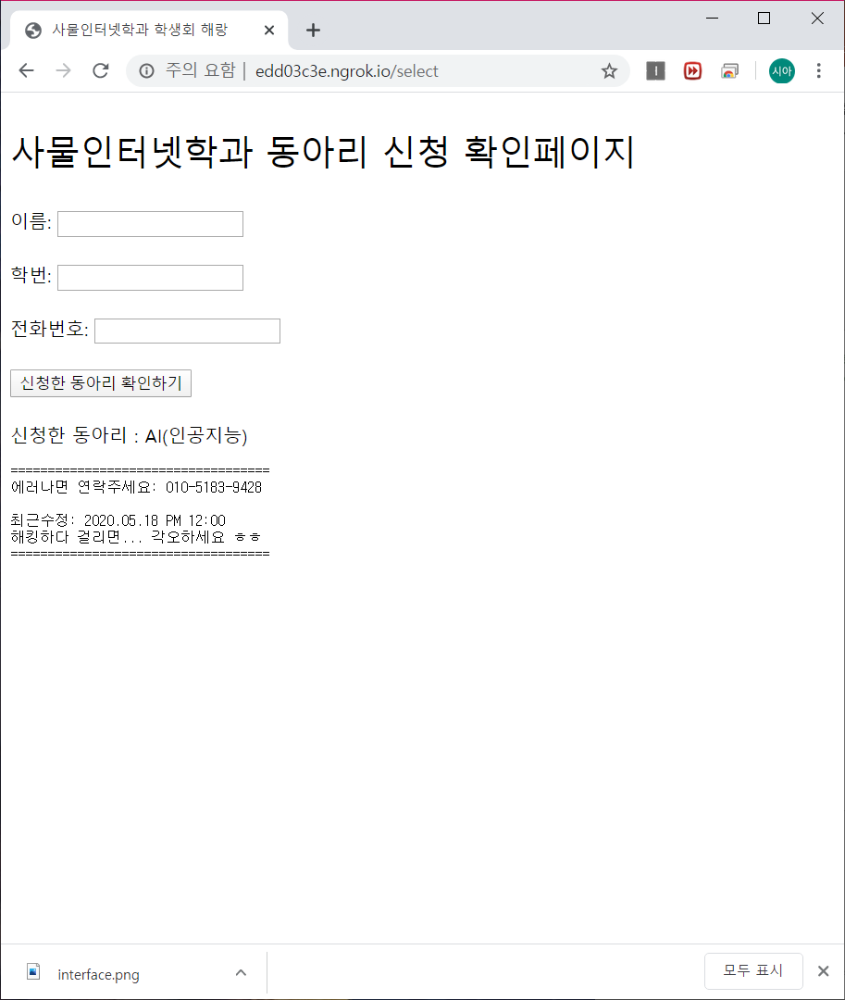 사물인터넷학과 학생회 해랑
주의 요함 | edd03c3e.ngrok.io/select
I
시아
사물인터넷학과 동아리 신청 확인페이지
이름:
학번:
전화번호:
신청한 동아리 확인하기
신청한 동아리 : AI(인공지능)
===================================
에러나면 연락주세요: 010-5183-9428
최근수정: 2020.05.18 PM 12:00
해킹하다 걸리면... 각오하세요 ㅎㅎ
===================================
interface.png
모두 표시